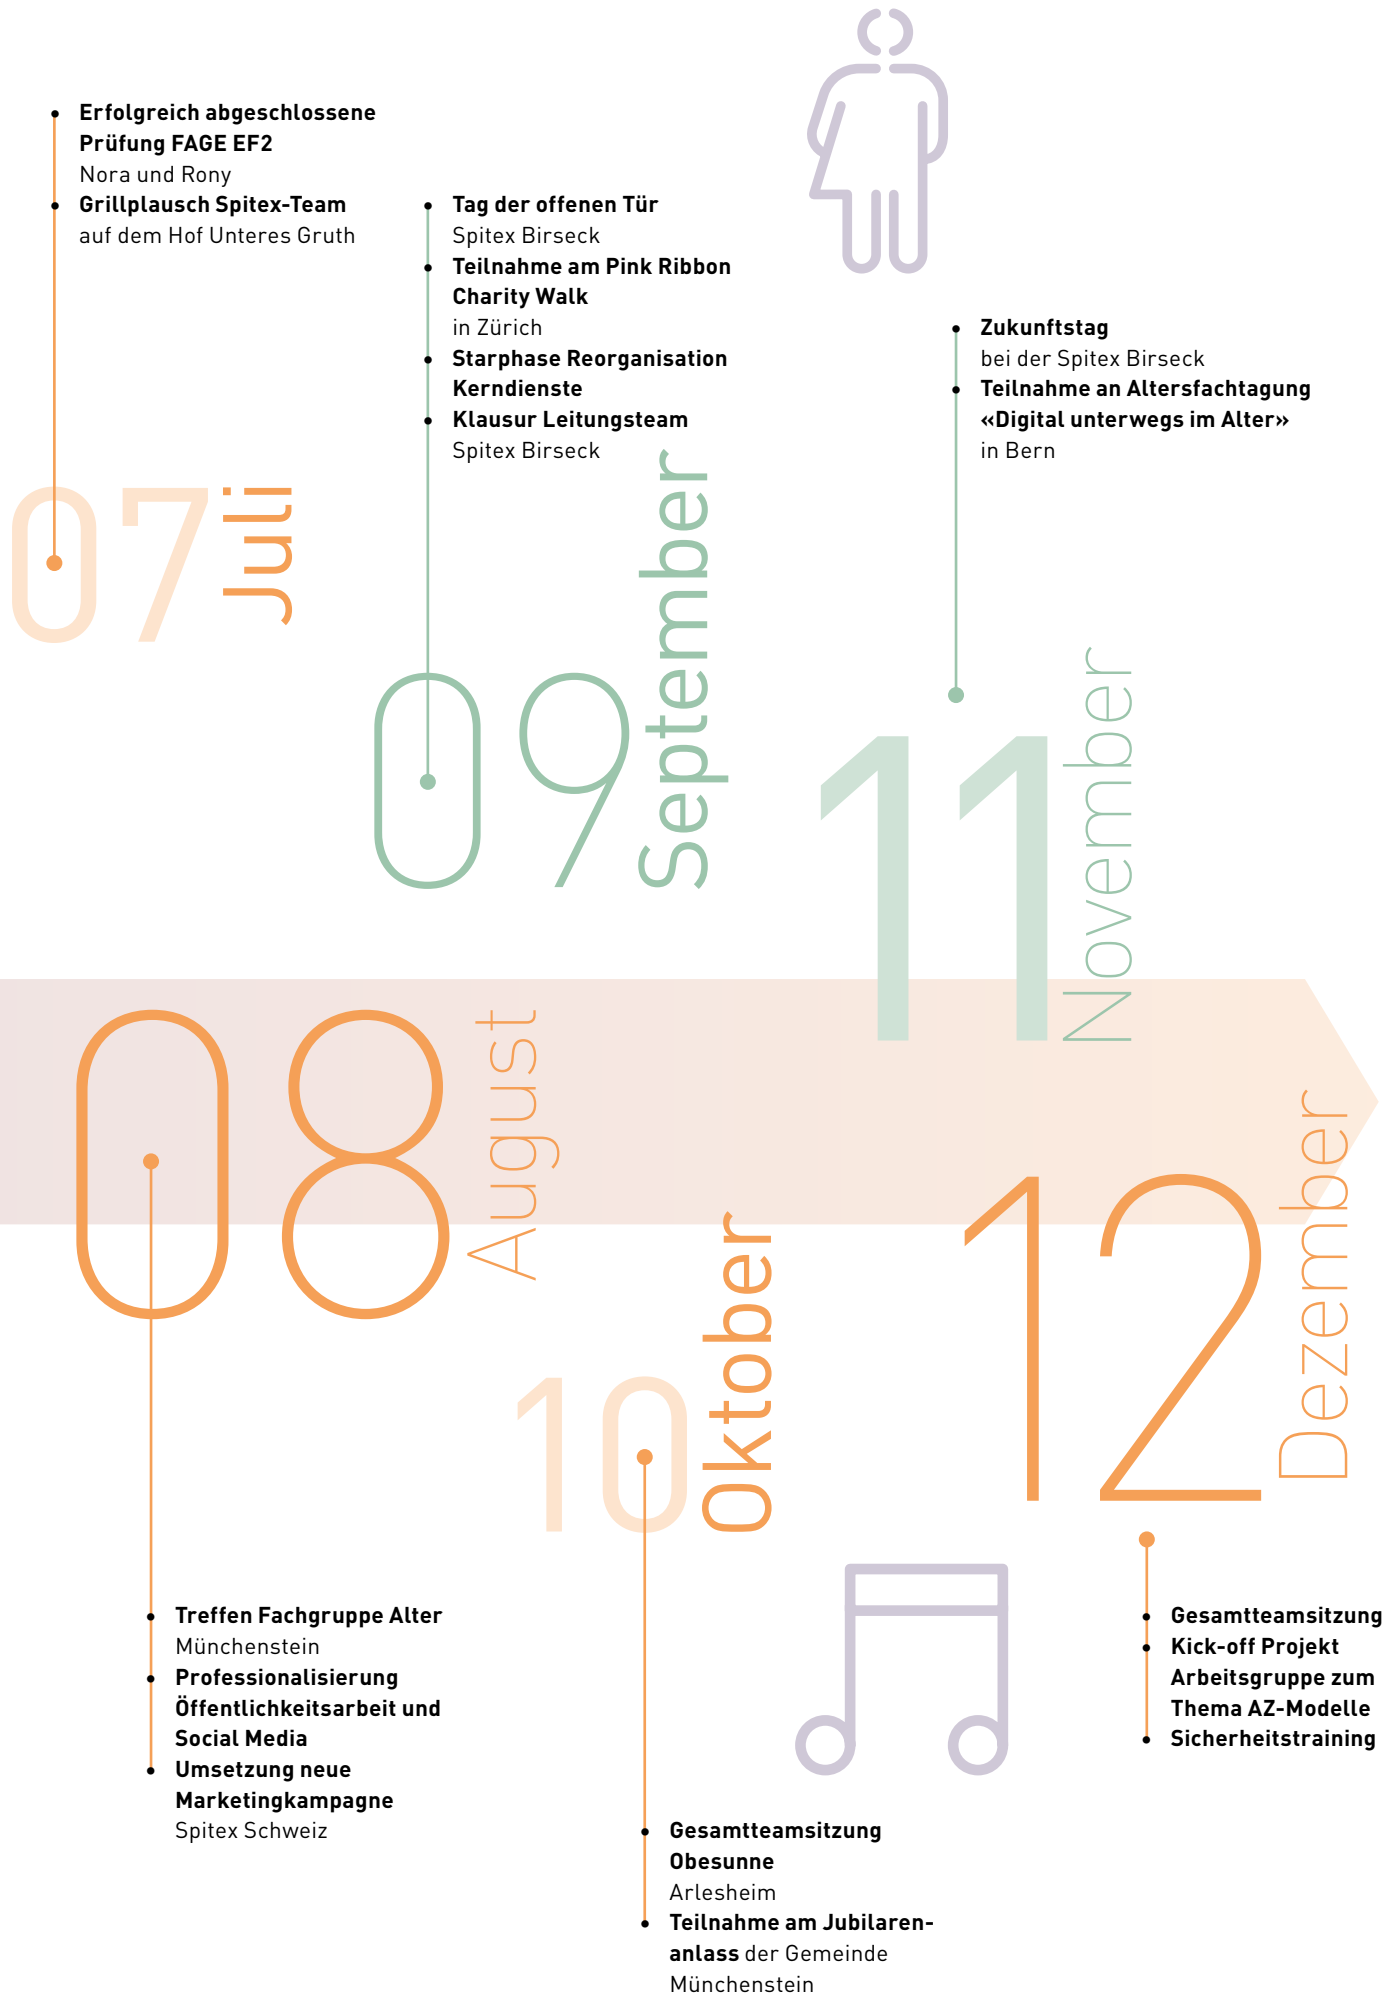 Erfolgreich abgeschlossene
Prüfung FAGE EF2
Nora und Rony
Grillplausch Spitex-Team
auf dem Hof Unteres Gruth
07
Juli
Tag der offenen Tür
Spitex Birseck
Teilnahme am Pink Ribbon
Charity Walk
in Zürich
Starphase Reorganisation
Kerndienste
Klausur Leitungsteam
Spitex Birseck
09
September
Zukunftstag
bei der Spitex Birseck
Teilnahme an Altersfachtagung
«Digital unterwegs im Alter»
in Bern
11
November
08
August
Treffen Fachgruppe Alter
Münchenstein
Professionalisierung
Öffentlichkeitsarbeit und
Social Media
Umsetzung neue
Marketingkampagne
Spitex Schweiz
10
Oktober
Gesamtteamsitzung
Obesunne
Arlesheim
Teilnahme am Jubilaren-
anlass der Gemeinde
Münchenstein
12
Dezember
Gesamtteamsitzung
Kick-off Projekt
Arbeitsgruppe zum
Thema AZ-Modelle
Sicherheitstraining